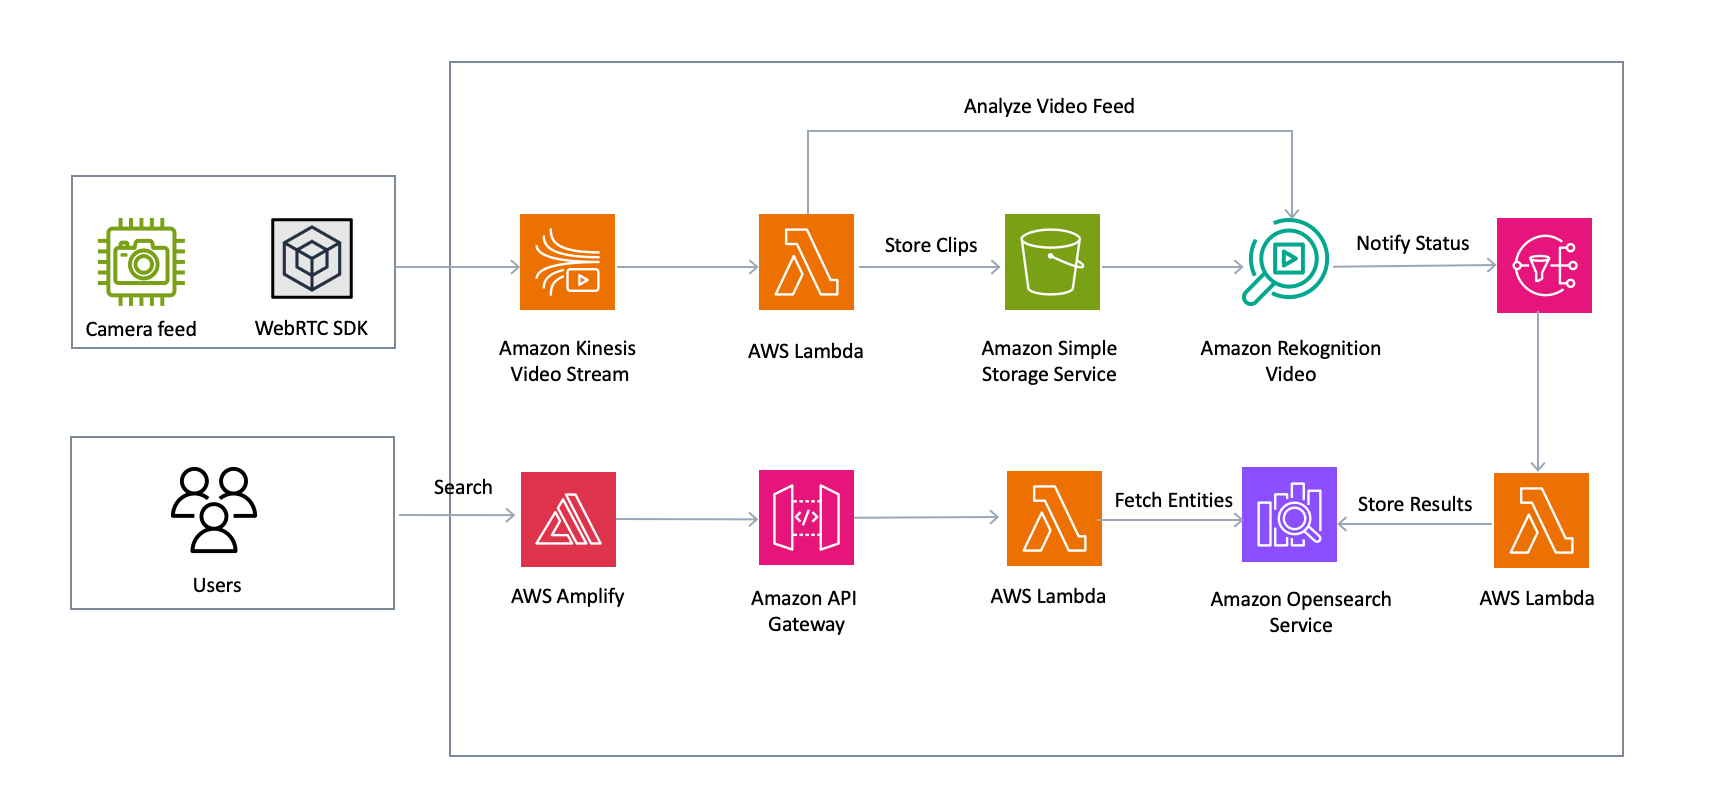 Analyze Video Feed
Store Clips
Notify Status
Camera feed
WebRTC SDK
Amazon Kinesis
Video Stream
AWS Lambda
Amazon Simple
Storage Service
Amazon Rekognition
Video
Search
Fetch Entities
Store Results
Users
AWS Amplify
Amazon API
Gateway
AWS Lambda
Amazon Opensearch
Service
AWS Lambda